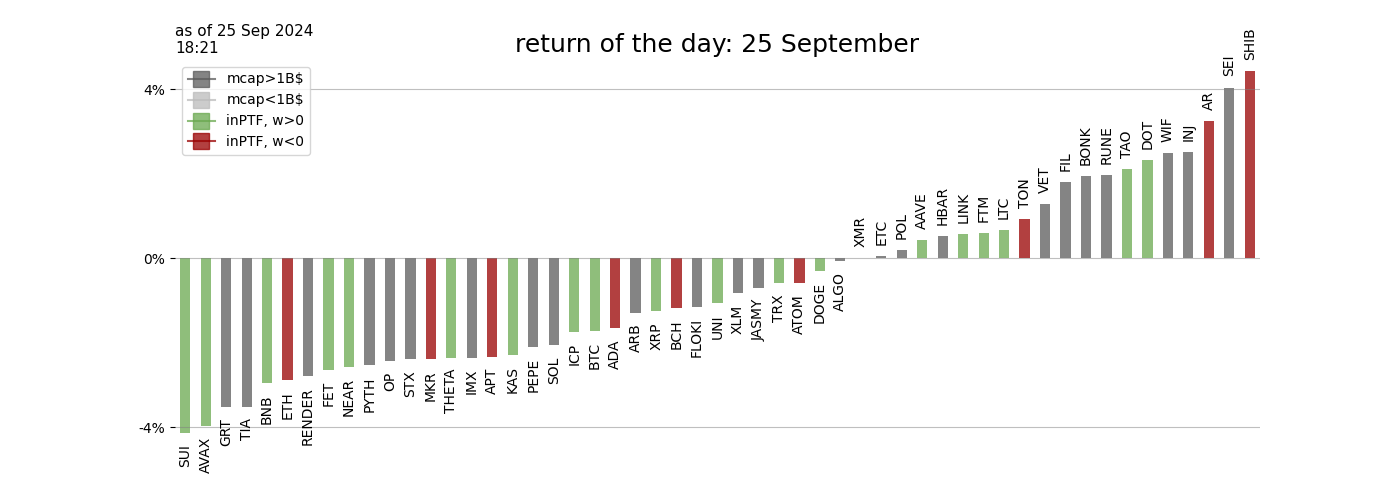 as of 25 Sep 2024
18:21
return of the day: 25 September
mcap>1B$
mcap<1B$
inPTF, w>0
inPTF, w<0
4%
0%
-4%
SUI
AVAX
GRT
TIA
BNB
ETH
RENDER
FET
NEAR
PYTH
OP
STX
MKR
THETA
IMX
APT
KAS
PEPE
SOL
ICP
BTC
ADA
ARB
XRP
BCH
FLOKI
UNI
XLM
JASMY
TRX
ATOM
DOGE
ALGO
XMR
ETC
POL
AAVE
HBAR
LINK
FTM
LTC
TON
VET
FIL
BONK
RUNE
TAO
DOT
WIF
INJ
AR
SEI
SHIB